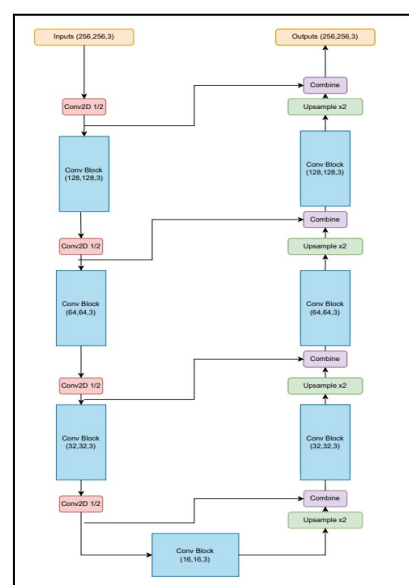 Inputs (256,256,3)
Outputs (256,256,3)
Combine
Conv2D 1/2
Upsample x2
Conv Block
(128,128,3)
Conv Block
(128,128,3)
Combine
Conv2D 1/2
Upsample x2
Conv Block
(64,64,3)
Conv Block
(64,64,3)
Combine
Conv2D 1/2
Upsample x2
Conv Block
(32,32,3)
Conv Block
(32,32,3)
Conv2D 1/2
Combine
Upsample x2
Conv Block
(16,16,3)